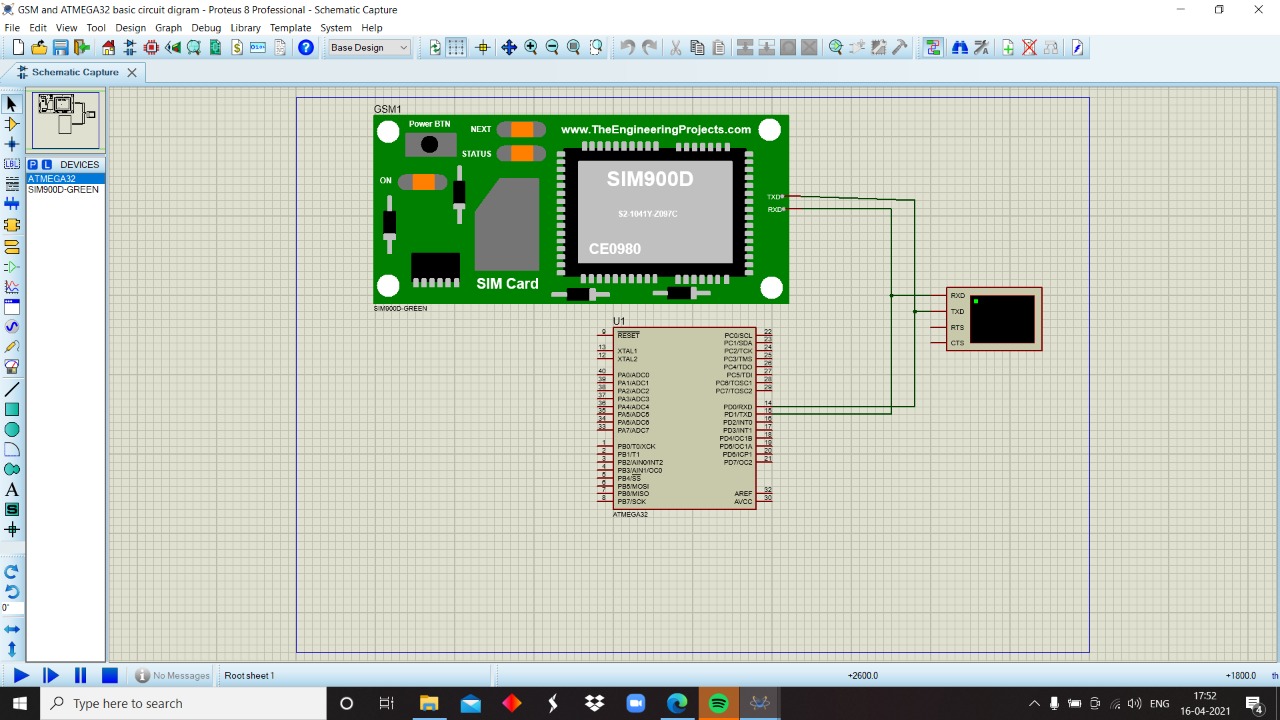 GSM and ATMEGA32 basic circuit digram - Proteus 8 Professional - Schematic Capture
File Edit View Tool Design Graph Debug Library Template System Help
Base Design
Schematic Capture
P L DEVICES
ATMEGA32
SIM900D-GREEN
GSM1
Power BTN
NEXT
STATUS
ON
www.TheEngineeringProjects.com
SIM900D
S2-1041Y-Z097C
CE0980
SIM Card
TXD
RXD
SIM900D-GREEN
RXD
TXD
RTS
CTS
U1
9 RESET PC0/SCL 22
PC1/SDA 23
13 XTAL1 PC2/TCK 24
12 XTAL2 PC3/TMS 25
PC4/TDO 26
40 PA0/ADC0 PC5/TDI 27
39 PA1/ADC1 PC6/TOSC1 28
38 PA2/ADC2 PC7/TOSC2 29
37 PA3/ADC3
36 PA4/ADC4 PD0/RXD 14
35 PA5/ADC5 PD1/TXD 15
34 PA6/ADC6 PD2/INT0 16
33 PA7/ADC7 PD3/INT1 17
PD4/OC1B 18
1 PB0/T0/XCK PD5/OC1A 19
2 PB1/T1 PD6/ICP1 20
3 PB2/AIN0/INT2 PD7/OC2 21
4 PB3/AIN1/OC0
5 PB4/SS
6 PB5/MOSI
7 PB6/MISO AREF 32
8 PB7/SCK AVCC 30
ATMEGA32
0°
No Messages
Root sheet 1
+2600.0
+1800.0
th
Type here to search
ENG
17:52
16-04-2021
4